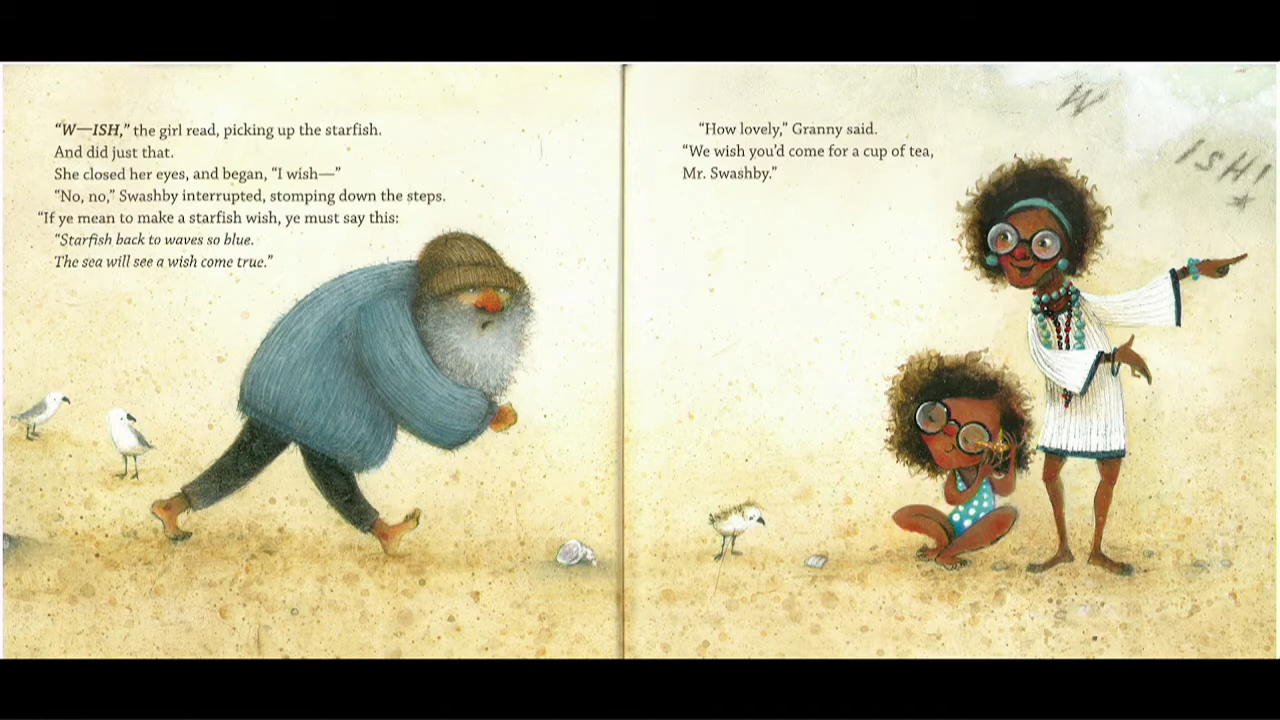 “W—ISH,” the girl read, picking up the starfish.
And did just that.
She closed her eyes, and began, “I wish—”
“No, no,” Swashby interrupted, stomping down the steps.
“If ye mean to make a starfish wish, ye must say this:
“Starfish back to waves so blue.
The sea will see a wish come true.”
“How lovely,” Granny said.
“We wish you’d come for a cup of tea,
Mr. Swashby.”
W
ISH!